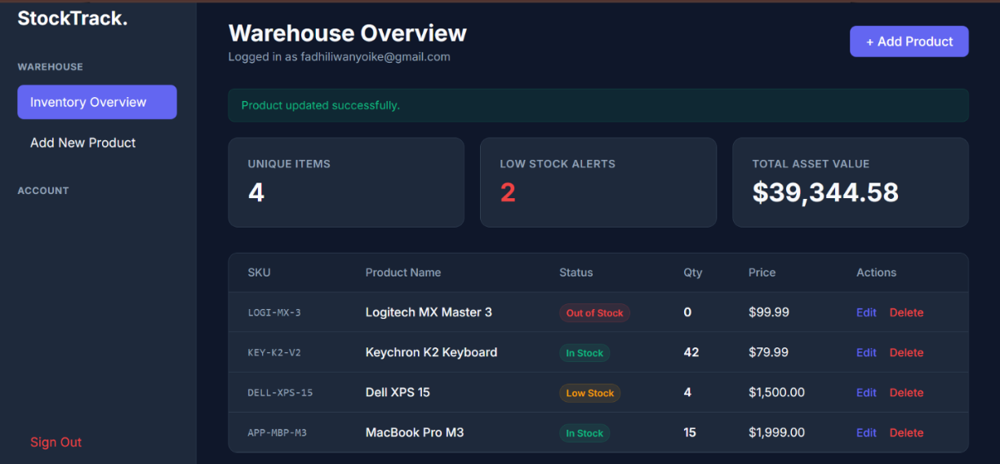 StockTrack.
WAREHOUSE
Inventory Overview
Add New Product
ACCOUNT
Sign Out
Warehouse Overview
Logged in as fadhiliwanyoike@gmail.com
+ Add Product
Product updated successfully.
UNIQUE ITEMS
4
LOW STOCK ALERTS
2
TOTAL ASSET VALUE
$39,344.58
SKU Product Name Status Qty Price Actions
LOGI-MX-3 Logitech MX Master 3 Out of Stock 0 $99.99 Edit Delete
KEY-K2-V2 Keychron K2 Keyboard In Stock 42 $79.99 Edit Delete
DELL-XPS-15 Dell XPS 15 Low Stock 4 $1,500.00 Edit Delete
APP-MBP-M3 MacBook Pro M3 In Stock 15 $1,999.00 Edit Delete